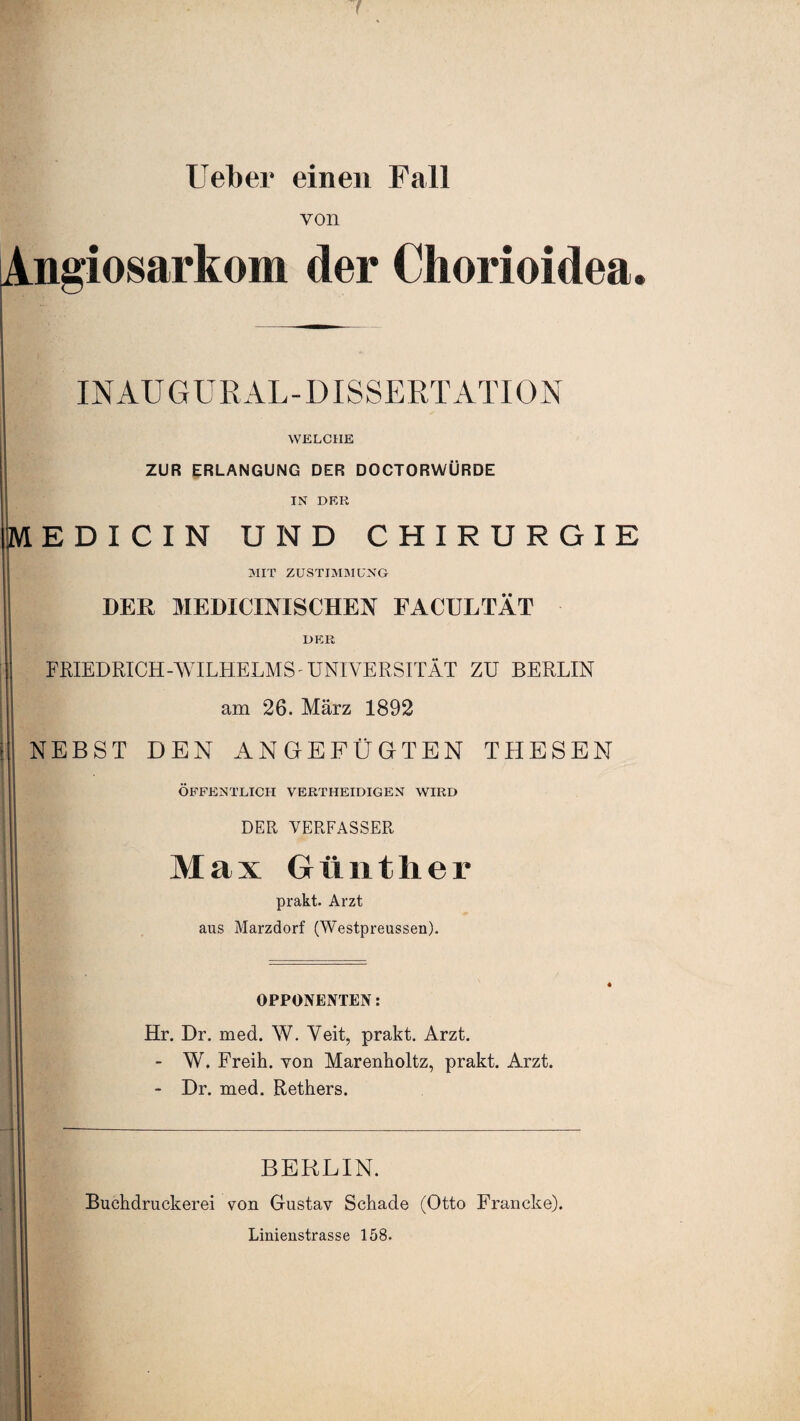 Ueber einen Fall
von
Angiosarkom der Chorioidea.
INAUGURAL-DISSERTATION
WELCHE
ZUR ERLANGUNG DER DOCTORWÜRDE
IN DER
MEDICIN UND CHIRURGIE
MIT ZUSTIMMUNG
DER MEDICINISCHEN FACULTÄT
DER
FRIEDRICH-WILHELMS-UNIVERSITÄT ZU BERLIN
am 26. März 1892
NEBST DEN ANGEFÜGTEN THESEN
ÖFFENTLICH VERTHEIDIGEN WIRD
DER VERFASSER
Max Günther
prakt. Arzt
aus Marzdorf (Westpreussen).
OPPONENTEN:
Hr. Dr. med. W. Veit, prakt. Arzt.
- W. Freih. von Marenholtz, prakt. Arzt.
- Dr. med. Rethers.
BERLIN.
Buchdruckerei von Gustav Schade (Otto Francke).
Linienstrasse 158.